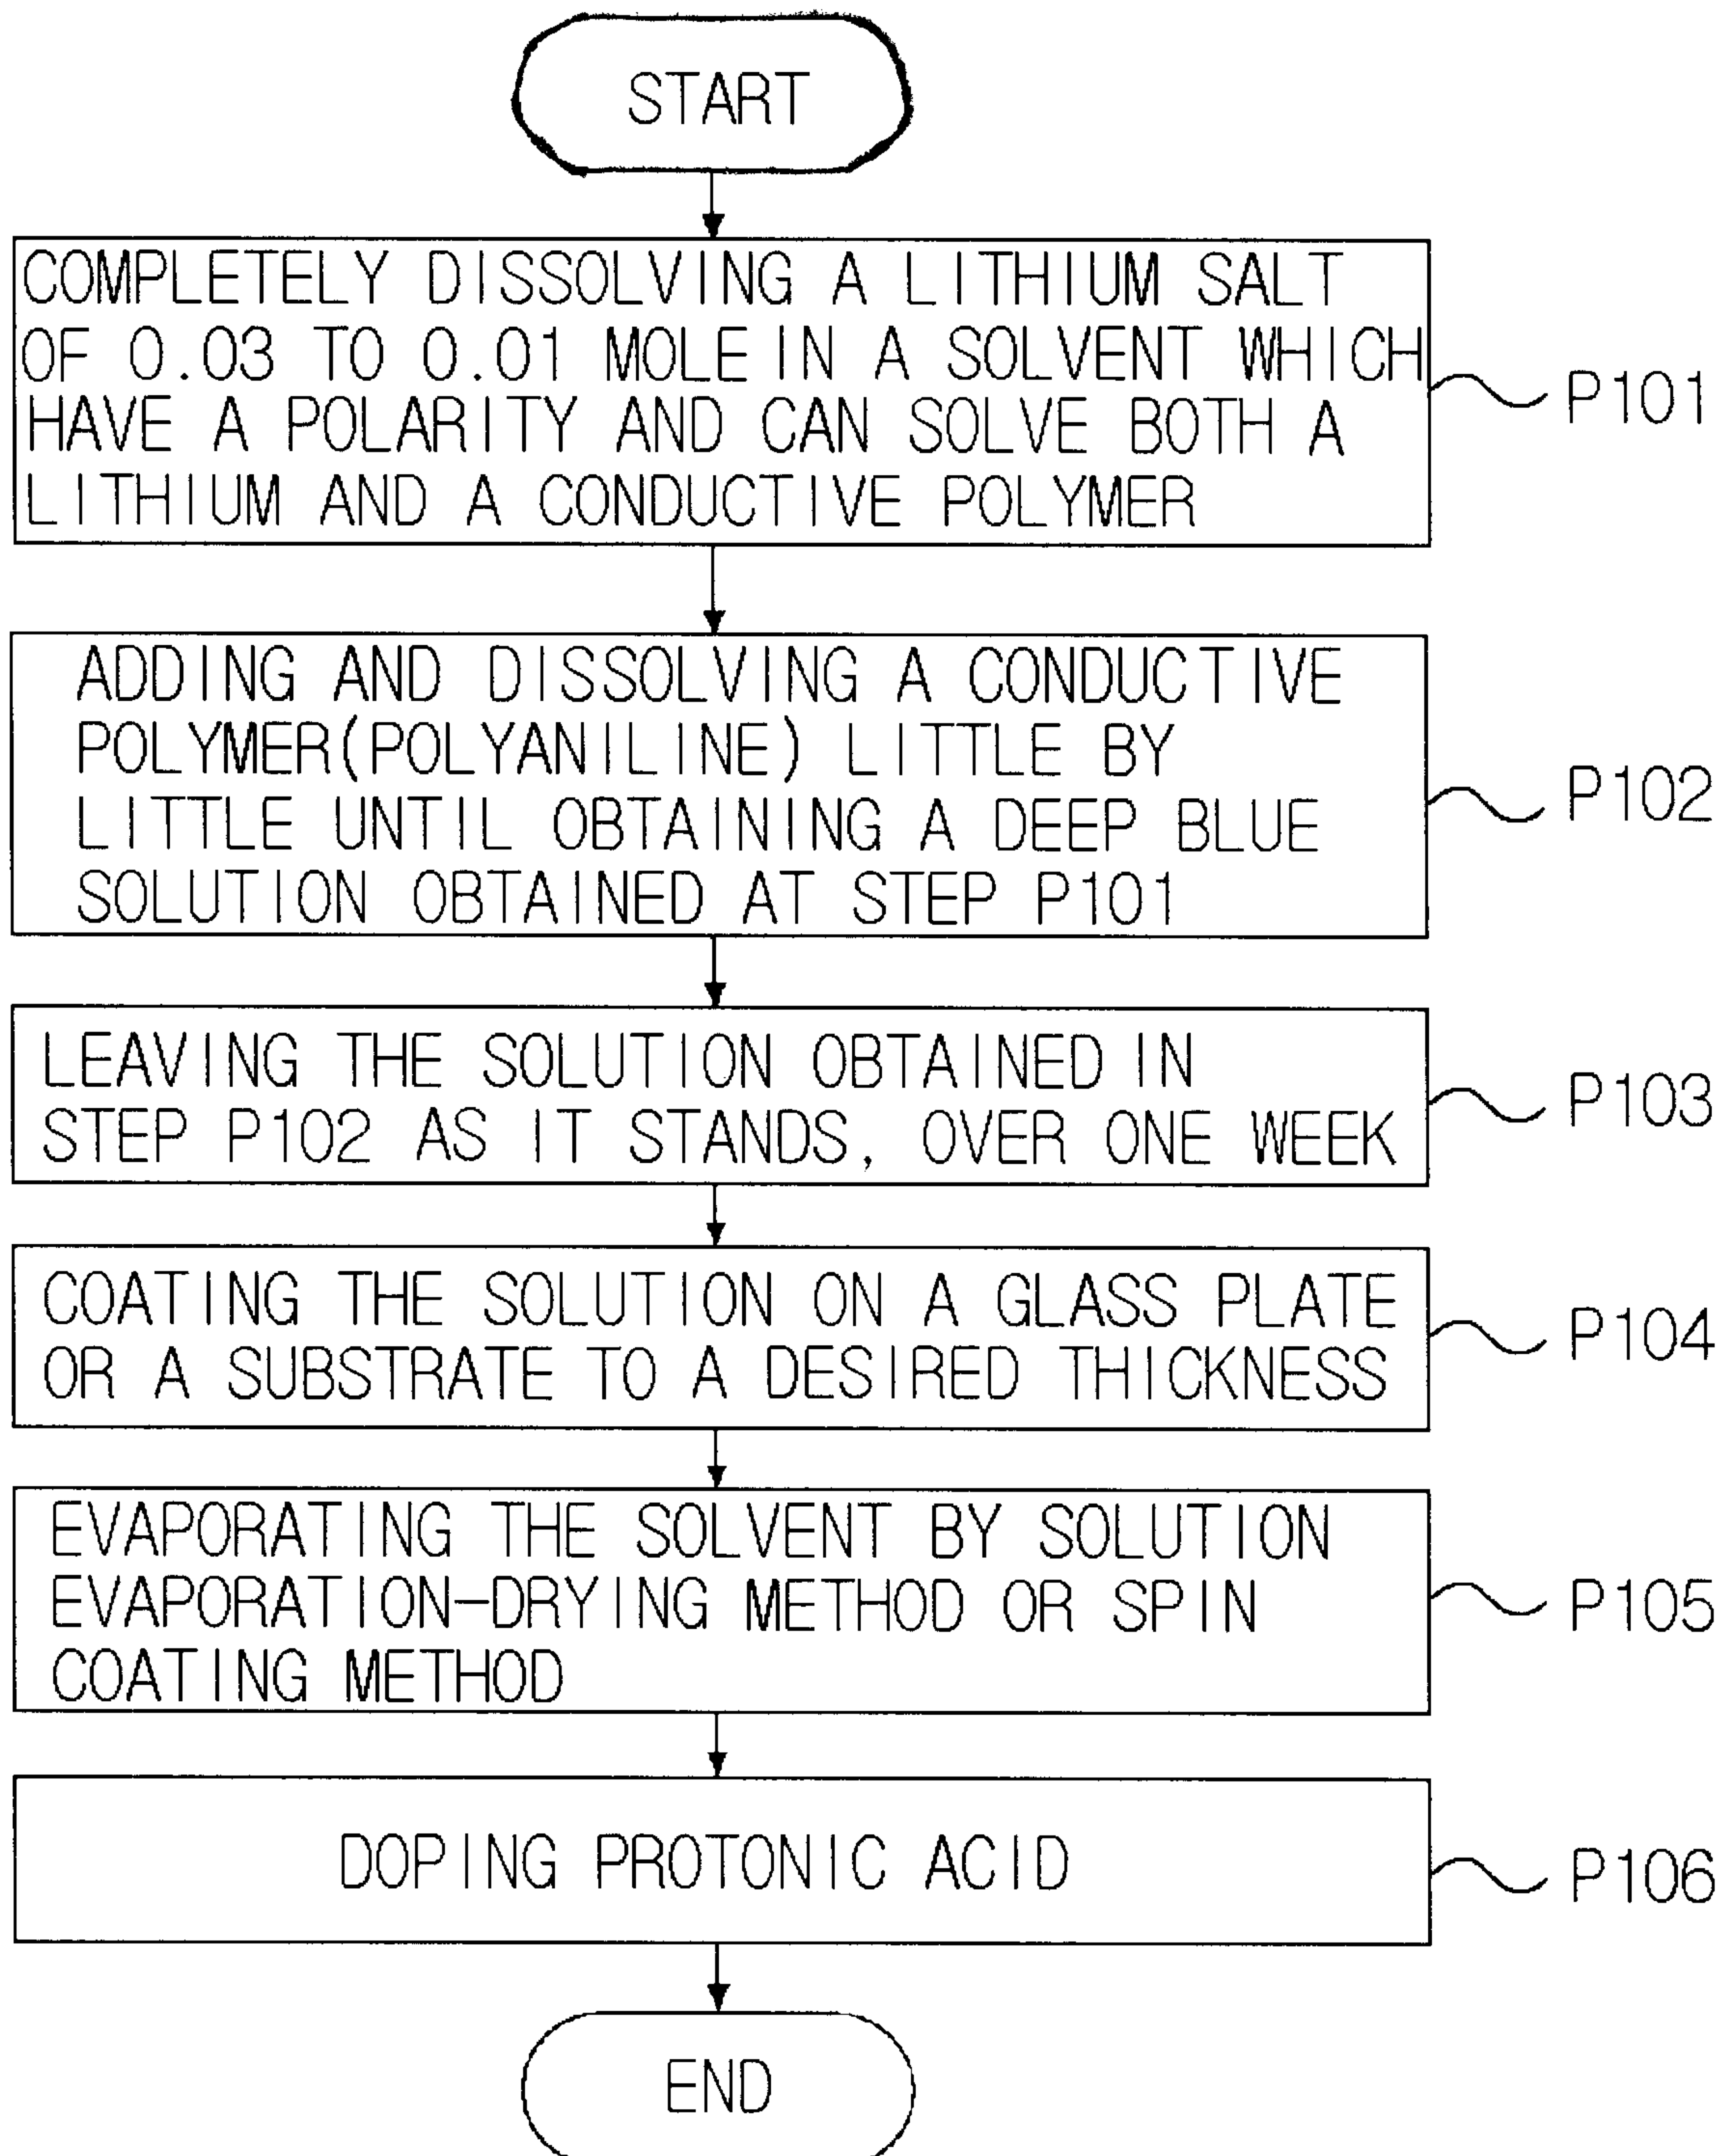 START
COMPLETELY DISSOLVING A LITHIUM SALT
OF 0.03 TO 0.01 MOLE IN A SOLVENT WHICH
HAVE A POLARITY AND CAN SOLVE BOTH A
LITHIUM AND A CONDUCTIVE POLYMER
P101
ADDING AND DISSOLVING A CONDUCTIVE
POLYMER(POLYANILINE) LITTLE BY
LITTLE UNTIL OBTAINING A DEEP BLUE
SOLUTION OBTAINED AT STEP P101
P102
LEAVING THE SOLUTION OBTAINED IN
STEP P102 AS IT STANDS, OVER ONE WEEK
P103
COATING THE SOLUTION ON A GLASS PLATE
OR A SUBSTRATE TO A DESIRED THICKNESS
P104
EVAPORATING THE SOLVENT BY SOLUTION
EVAPORATION-DRYING METHOD OR SPIN
COATING METHOD
P105
DOPING PROTONIC ACID
P106
END